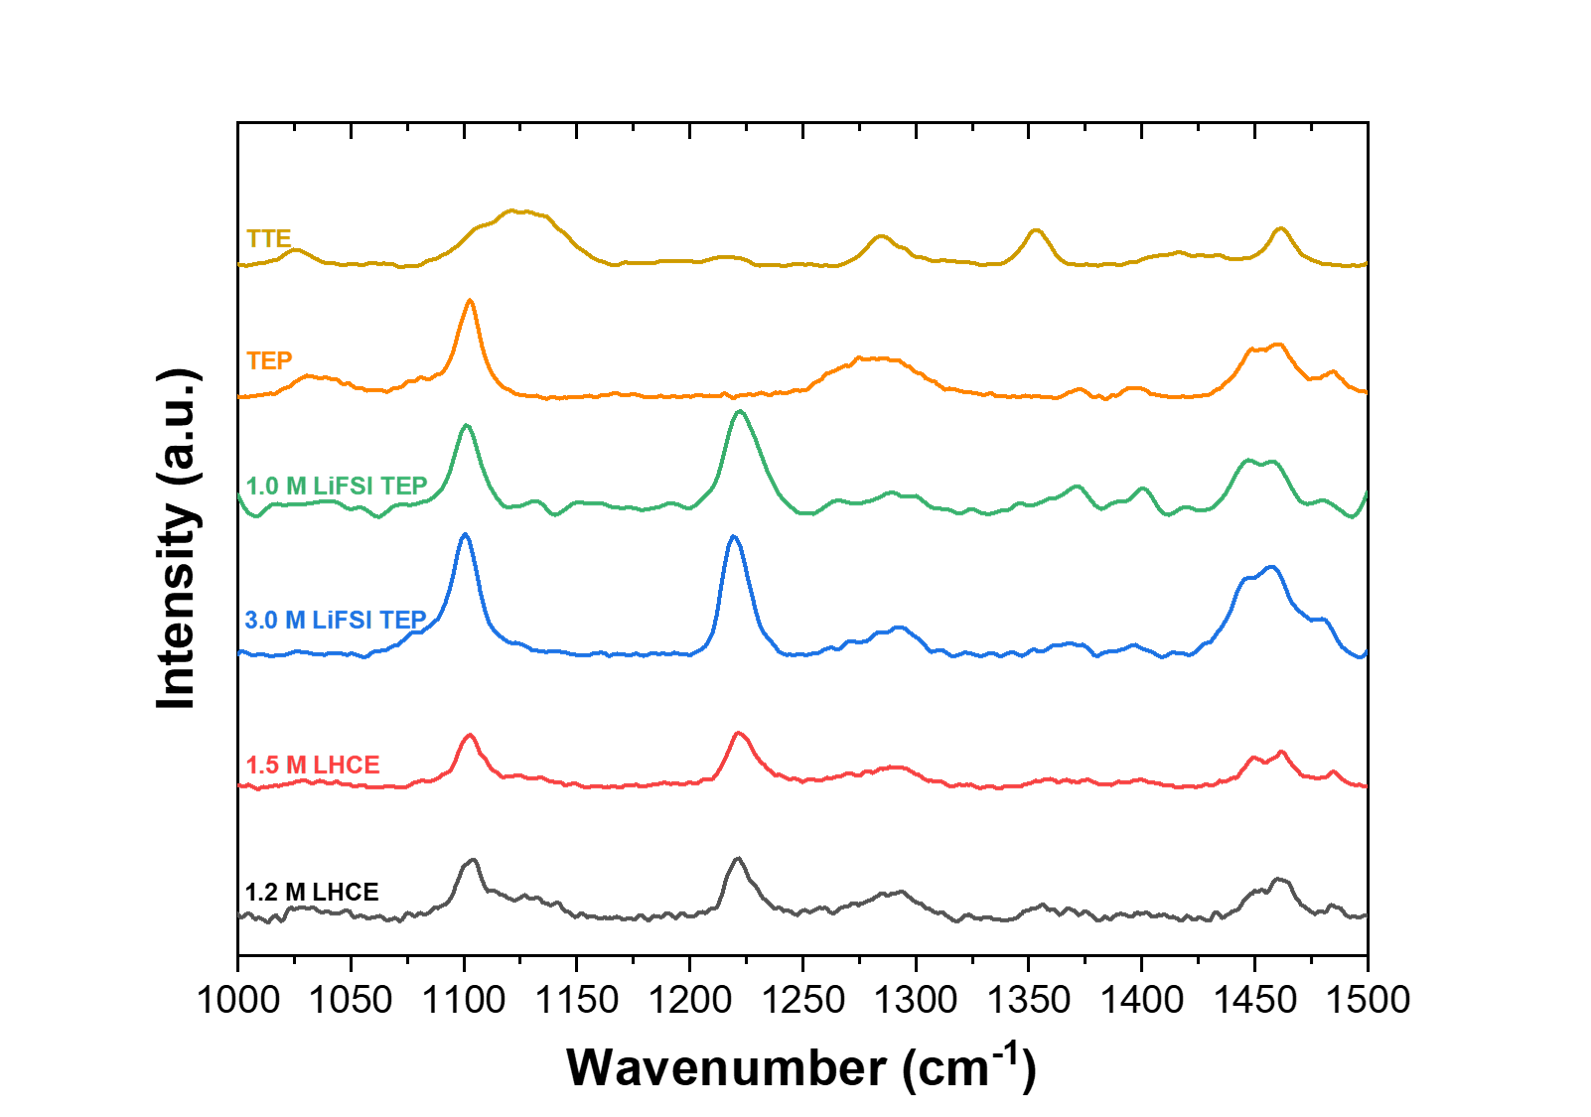 TTE
TEP
1.0 M LiFSI TEP
3.0 M LiFSI TEP
1.5 M LHCE
1.2 M LHCE
Intensity (a.u.)
1000 1050 1100 1150 1200 1250 1300 1350 1400 1450 1500
Wavenumber (cm⁻¹)